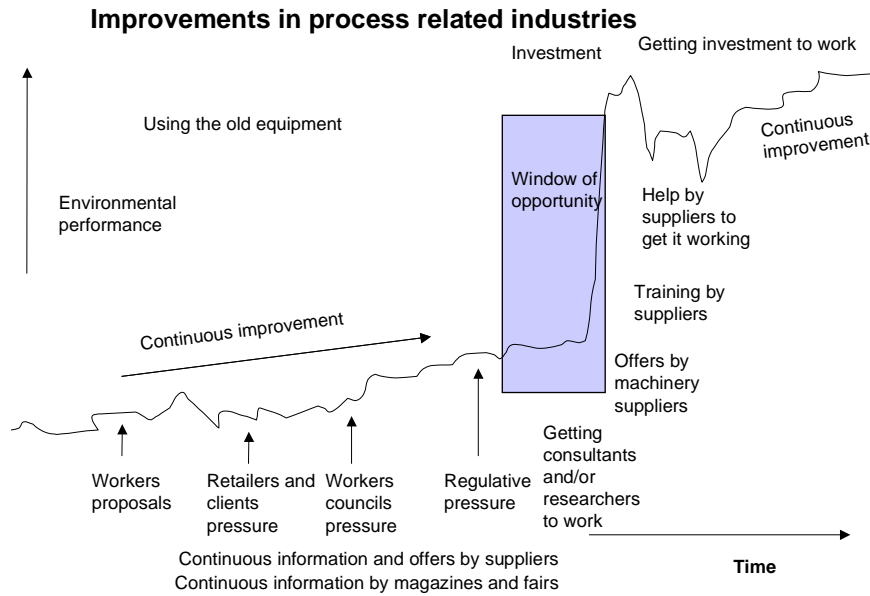 Improvements in process related industries
Investment
Getting investment to work
Using the old equipment
Continuous
improvement
Window of
opportunity
Environmental
performance
Help by
suppliers to
get it working
Training by
suppliers
Continuous improvement
Offers by
machinery
suppliers
Workers
proposals
Retailers and
clients
pressure
Workers
councils
pressure
Regulative
pressure
Getting
consultants
and/or
researchers
to work
Continuous information and offers by suppliers
Continuous information by magazines and fairs
Time